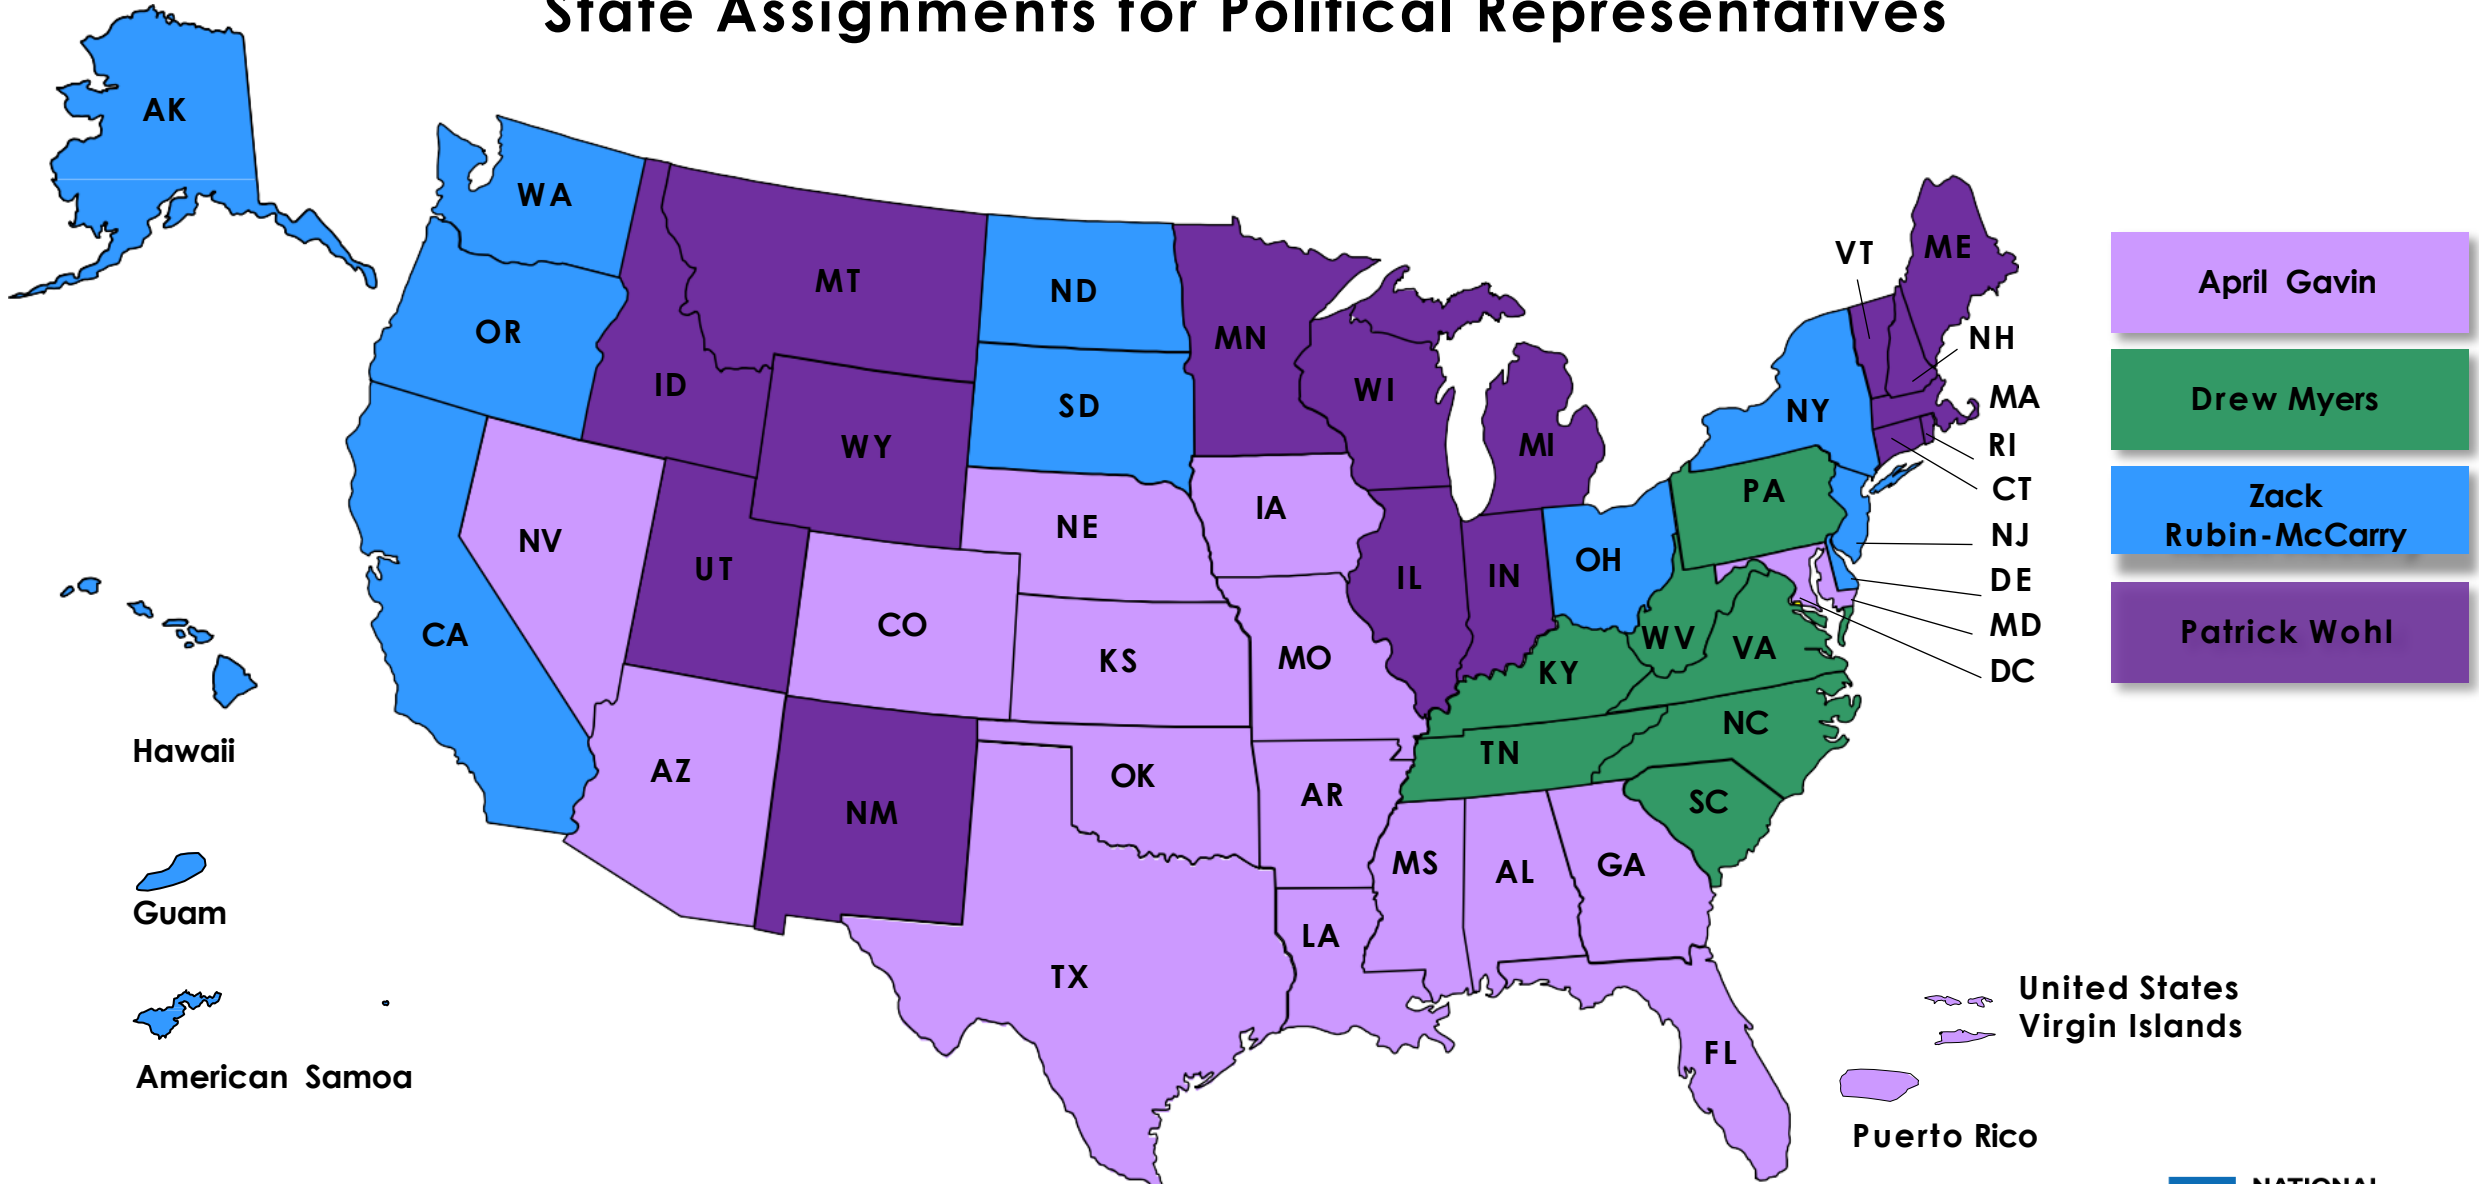 State Assignments for Political Representatives
AK
WA
MT
ND
MN
VT
ME
April Gavin
OR
ID
SD
WI
NH
NY
MA
Drew Myers
WY
MI
RI
PA
CT
Zack
Rubin-McCarry
NV
UT
NE
IA
IL
IN
OH
NJ
DE
CA
CO
KS
MO
KY
WV
VA
MD
DC
Patrick Wohl
Hawaii
AZ
NM
OK
AR
TN
NC
SC
MS
AL
GA
Guam
TX
LA
FL
United States
Virgin Islands
American Samoa
Puerto Rico
NATIONAL